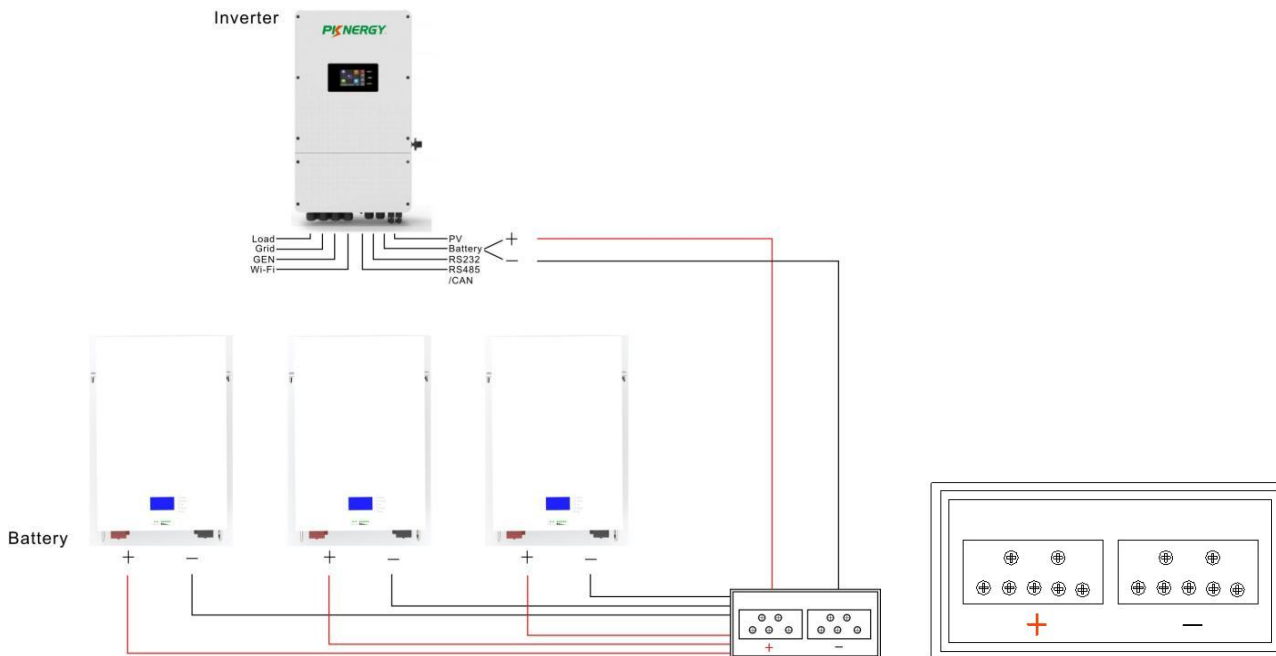 Inverter
PKNERGY
Load
Grid
GEN
Wi-Fi
PV
Battery
RS232
RS485
/CAN
+
−
Battery
+ −
+ −
+ −
+ −
+ −